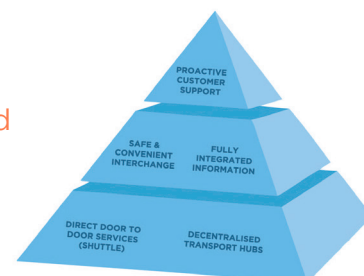 PROACTIVE
CUSTOMER
SUPPORT
d
SAFE &
CONVENIENT
INTERCHANGE
FULLY
INTEGRATED
INFORMATION
DIRECT DOOR TO
DOOR SERVICES
(SHUTTLE)
DECENTRALISED
TRANSPORT HUBS